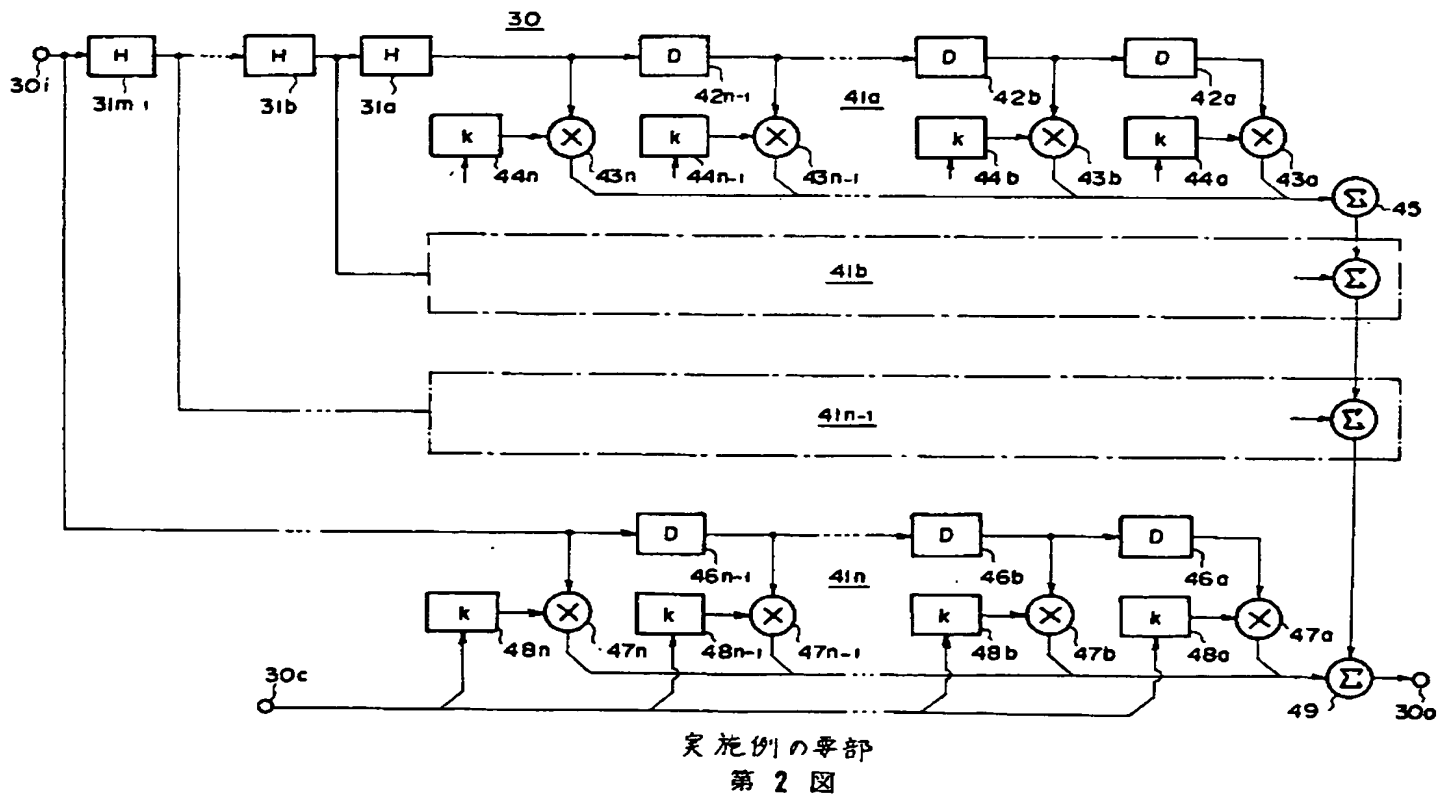 30
H H H D D D
30i 31m-1 31b 31a 42n-1 41a 42b 42a
k × k × k × k ×
44n 43n 44n-1 43n-1 44b 43b 44a 43a
Σ 45
41b Σ
41n-1 Σ
D D D
46n-1 41n 46b 46a
k × k × k × k ×
48n 47n 48n-1 47n-1 48b 47b 48a 47a
30c Σ
49 30o
実施例の要部
第 2 図